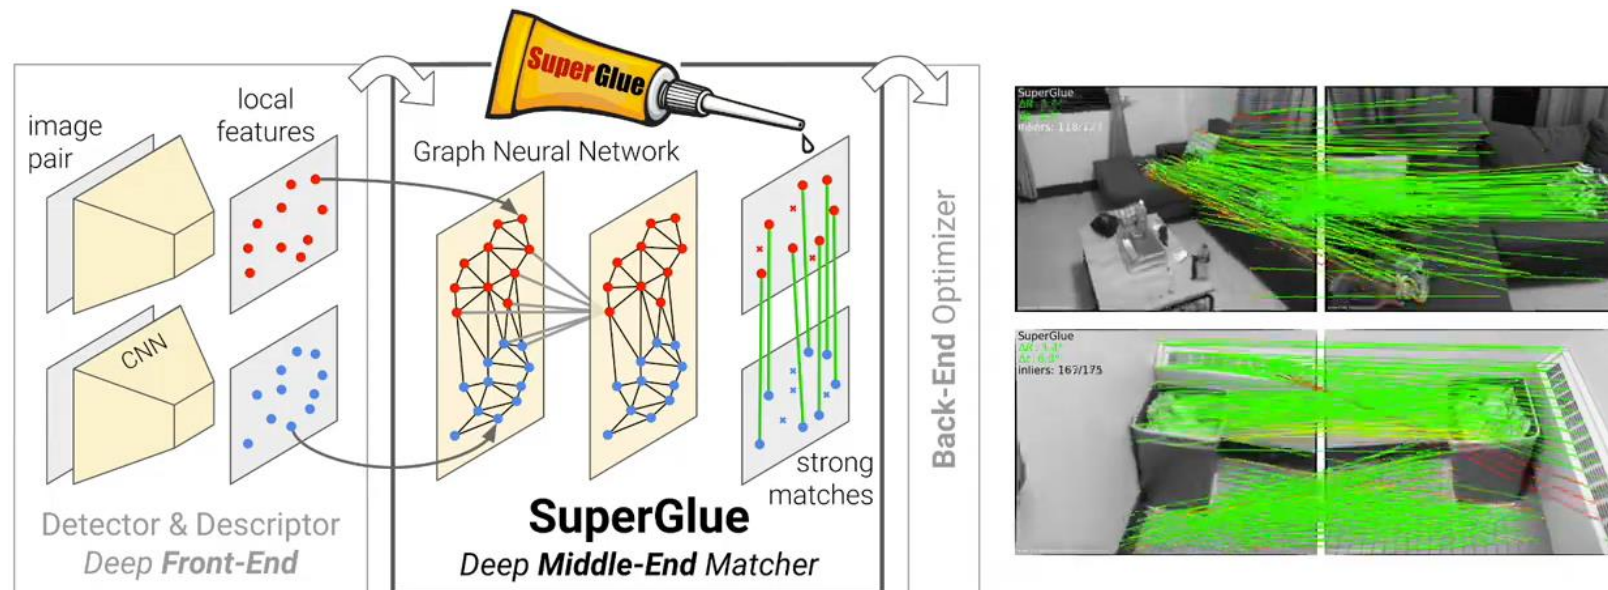 image
pair
local
features
CNN
Detector & Descriptor
Deep Front-End
SuperGlue
Graph Neural Network
strong
matches
SuperGlue
Deep Middle-End Matcher
Back-End Optimizer
SuperGlue
inliers:
SuperGlue
inliers: 167/175